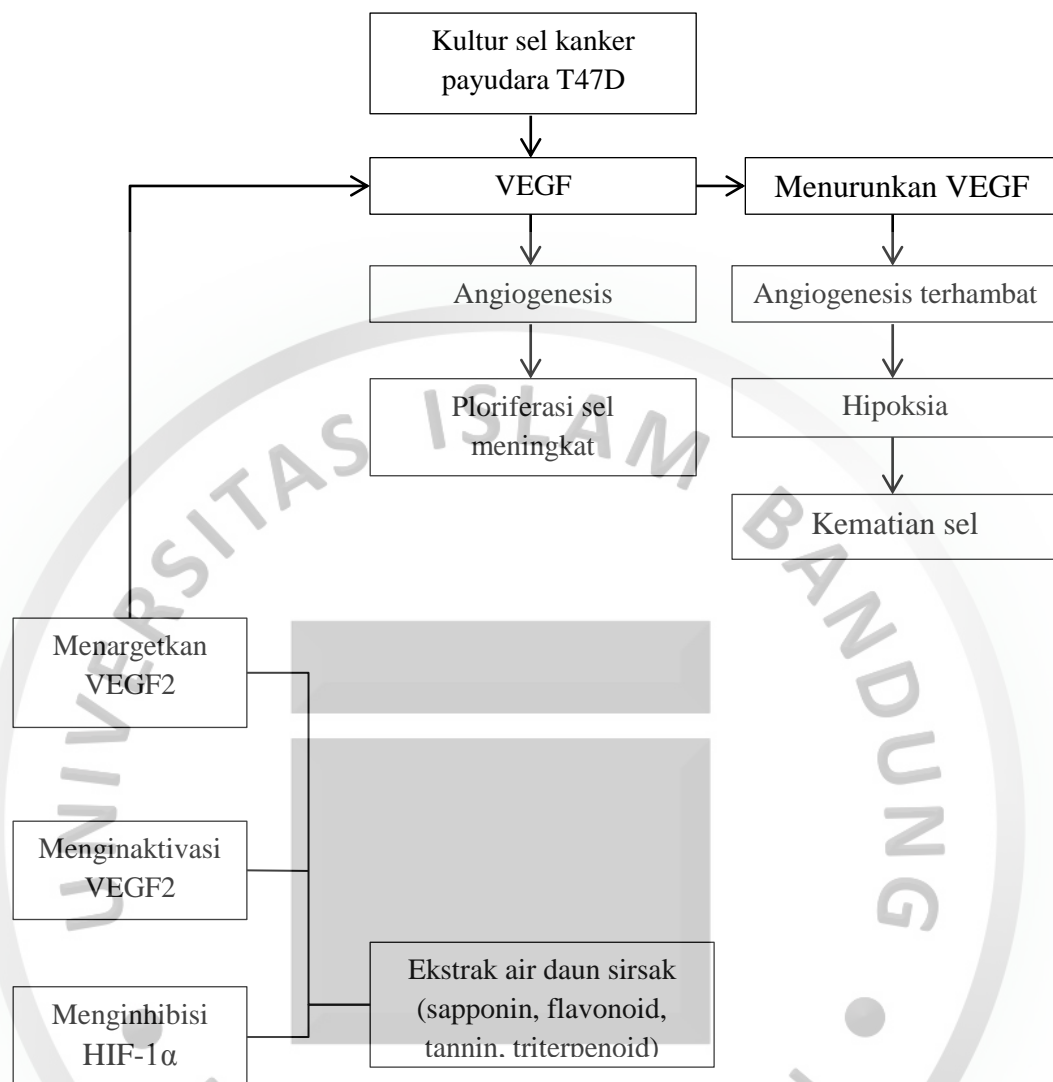 Kultur sel kanker
payudara T47D
VEGF
Menurunkan VEGF
Angiogenesis
Angiogenesis terhambat
Ploriferasi sel
meningkat
Hipoksia
Kematian sel
Menargetkan
VEGF2
Menginaktivasi
VEGF2
Menginhibisi
HIF-1α
Ekstrak air daun sirsak
(sapponin, flavonoid,
tannin, triterpenoid)
UNIVERSITAS ISLAM BANDUNG